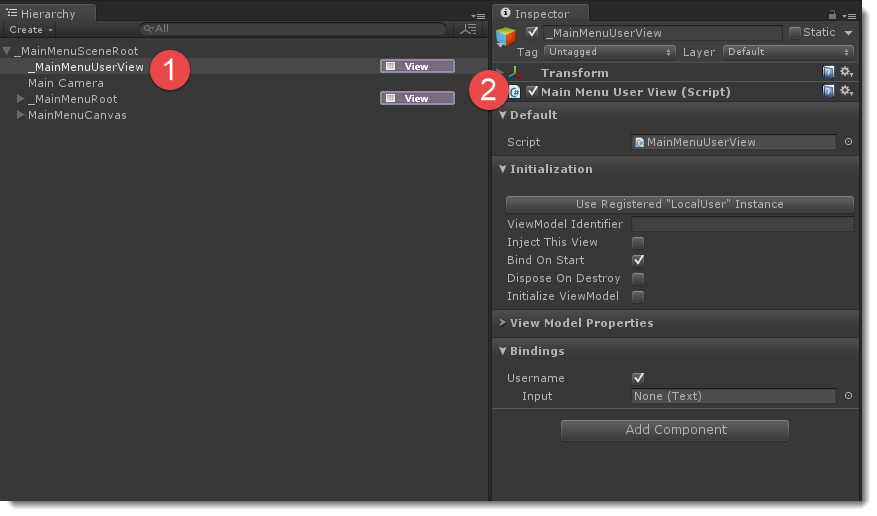 Hierarchy
Create
All
_MainMenuSceneRoot
_MainMenuUserView
View
1
Main Camera
_MainMenuRoot
View
MainMenuCanvas
Inspector
_MainMenuUserView
Static
Tag Untagged Layer Default
Transform
2
Main Menu User View (Script)
Default
Script MainMenuUserView
Initialization
Use Registered "LocalUser" Instance
ViewModel Identifier
Inject This View
Bind On Start
Dispose On Destroy
Initialize ViewModel
View Model Properties
Bindings
Username
Input None (Text)
Add Component